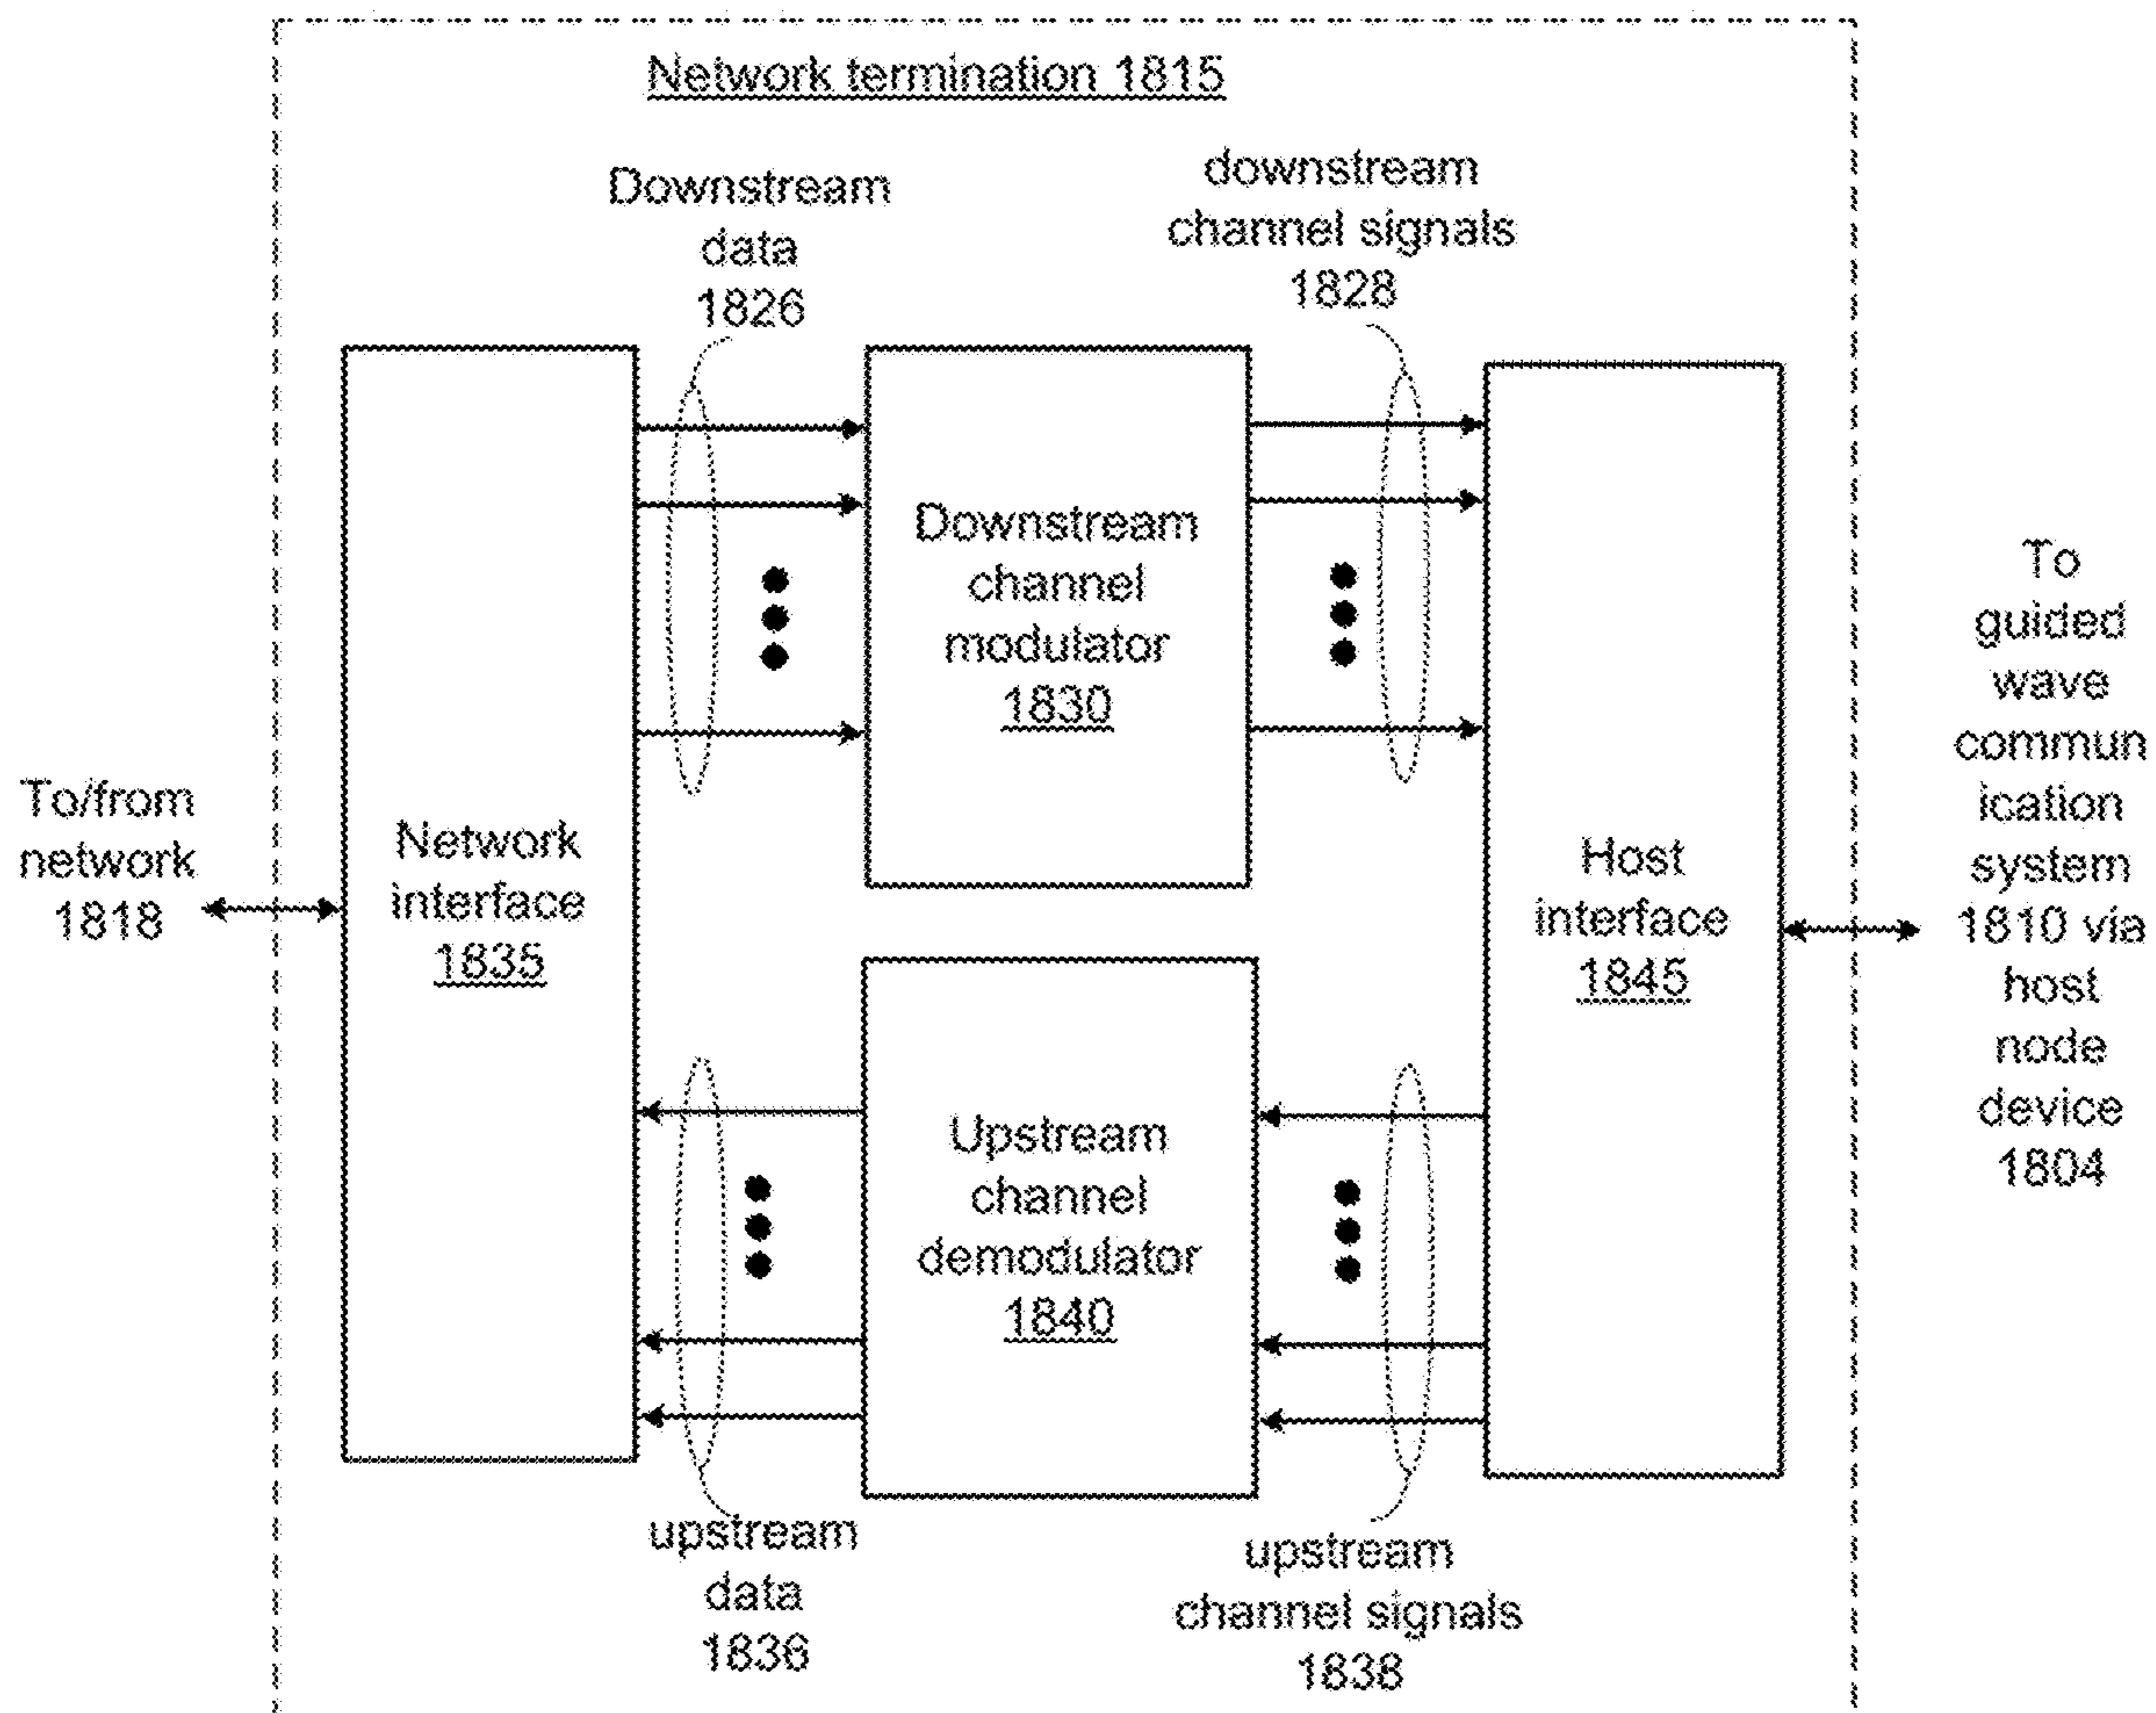 Network termination 1815
Downstream
data
1826
downstream
channel signals
1828
Downstream
channel
modulator
1830
To/from
network
1818
Network
interface
1835
Host
interface
1845
To
guided
wave
commun
ication
system
1810 via
host
node
device
1804
Upstream
channel
demodulator
1840
upstream
data
1836
upstream
channel signals
1838